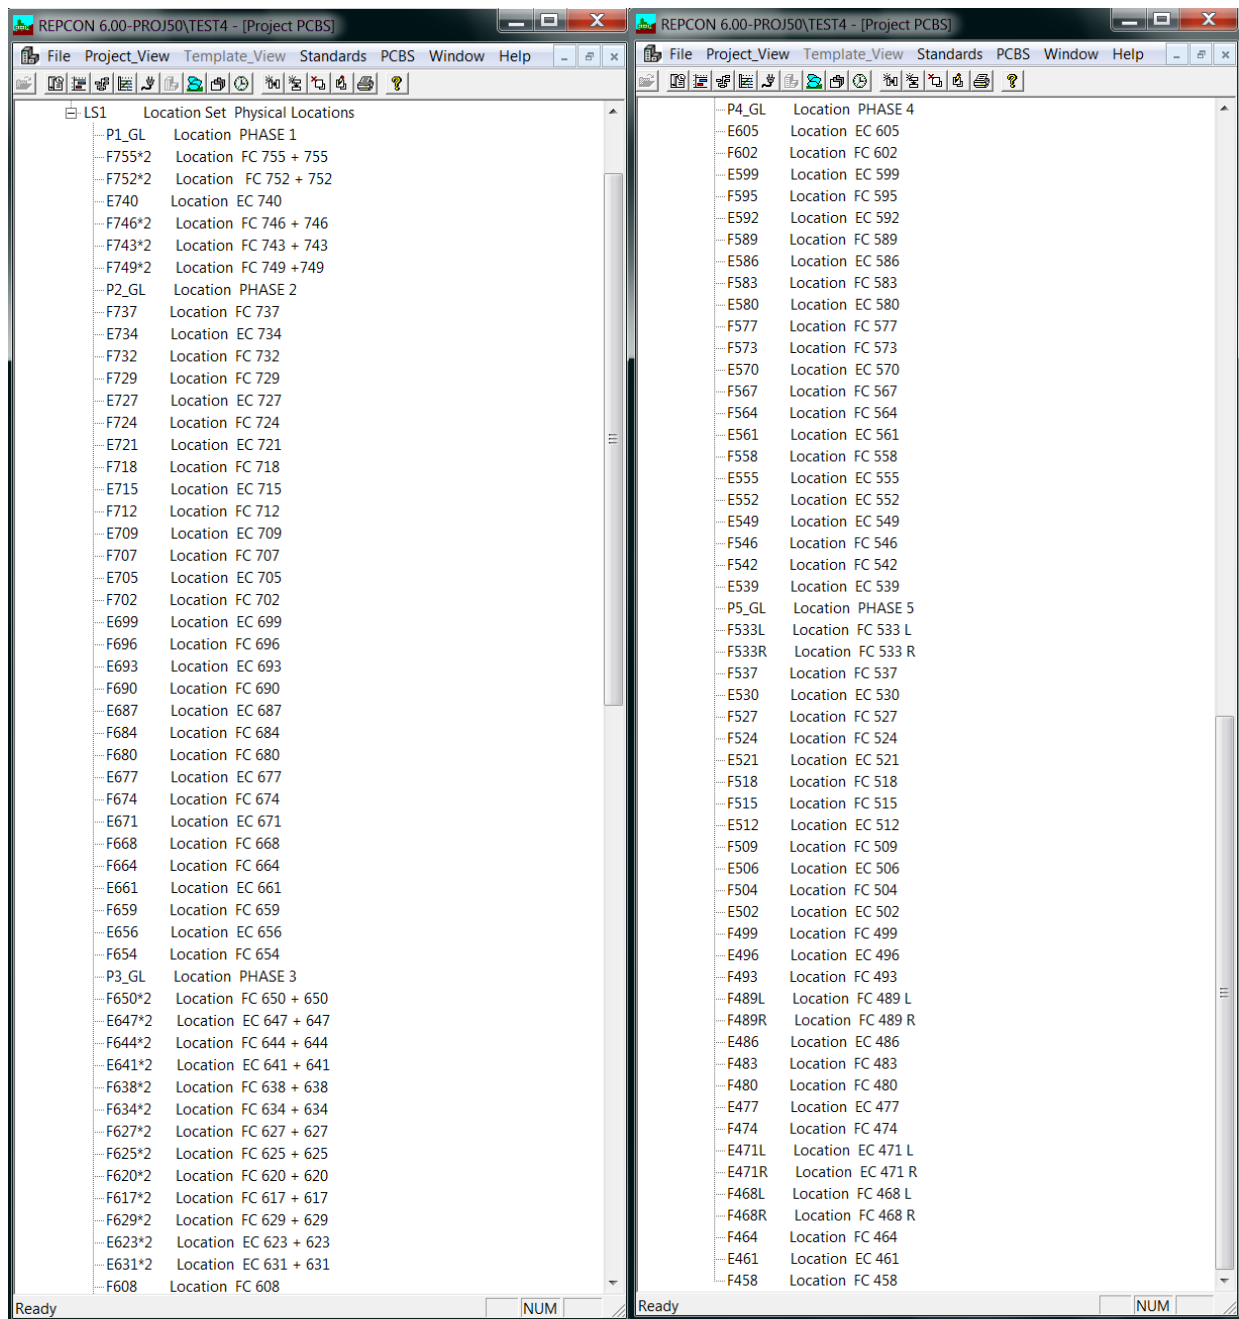 REPCON 6.00-PROJ50\TEST4 - [Project PCBS]
File Project_View Template_View Standards PCBS Window Help
LS1 Location Set Physical Locations
P1_GL Location PHASE 1
F755*2 Location FC 755 + 755
F752*2 Location FC 752 + 752
E740 Location EC 740
F746*2 Location FC 746 + 746
F743*2 Location FC 743 + 743
F749*2 Location FC 749 +749
P2_GL Location PHASE 2
F737 Location FC 737
E734 Location EC 734
F732 Location FC 732
F729 Location FC 729
E727 Location EC 727
F724 Location FC 724
E721 Location EC 721
F718 Location FC 718
E715 Location EC 715
F712 Location FC 712
E709 Location EC 709
F707 Location FC 707
E705 Location EC 705
F702 Location FC 702
E699 Location EC 699
F696 Location FC 696
E693 Location EC 693
F690 Location FC 690
E687 Location EC 687
F684 Location FC 684
F680 Location FC 680
E677 Location EC 677
F674 Location FC 674
E671 Location EC 671
F668 Location FC 668
F664 Location FC 664
E661 Location EC 661
F659 Location FC 659
E656 Location EC 656
F654 Location FC 654
P3_GL Location PHASE 3
F650*2 Location FC 650 + 650
E647*2 Location EC 647 + 647
F644*2 Location FC 644 + 644
E641*2 Location EC 641 + 641
F638*2 Location FC 638 + 638
F634*2 Location FC 634 + 634
F627*2 Location FC 627 + 627
F625*2 Location FC 625 + 625
F620*2 Location FC 620 + 620
F617*2 Location FC 617 + 617
F629*2 Location FC 629 + 629
E623*2 Location EC 623 + 623
E631*2 Location EC 631 + 631
F608 Location FC 608
Ready NUM
REPCON 6.00-PROJ50\TEST4 - [Project PCBS]
File Project_View Template_View Standards PCBS Window Help
P4_GL Location PHASE 4
E605 Location EC 605
F602 Location FC 602
E599 Location EC 599
F595 Location FC 595
E592 Location EC 592
F589 Location FC 589
E586 Location EC 586
F583 Location FC 583
E580 Location EC 580
F577 Location FC 577
F573 Location FC 573
E570 Location EC 570
F567 Location FC 567
F564 Location FC 564
E561 Location EC 561
F558 Location FC 558
E555 Location EC 555
E552 Location EC 552
E549 Location EC 549
F546 Location FC 546
F542 Location FC 542
E539 Location EC 539
P5_GL Location PHASE 5
F533L Location FC 533 L
F533R Location FC 533 R
F537 Location FC 537
E530 Location EC 530
F527 Location FC 527
F524 Location FC 524
E521 Location EC 521
F518 Location FC 518
F515 Location FC 515
E512 Location EC 512
F509 Location FC 509
E506 Location EC 506
F504 Location FC 504
E502 Location EC 502
F499 Location FC 499
E496 Location EC 496
F493 Location FC 493
F489L Location FC 489 L
F489R Location FC 489 R
E486 Location EC 486
F483 Location FC 483
F480 Location FC 480
E477 Location EC 477
F474 Location FC 474
E471L Location EC 471 L
E471R Location EC 471 R
F468L Location FC 468 L
F468R Location FC 468 R
F464 Location FC 464
E461 Location EC 461
F458 Location FC 458
Ready NUM